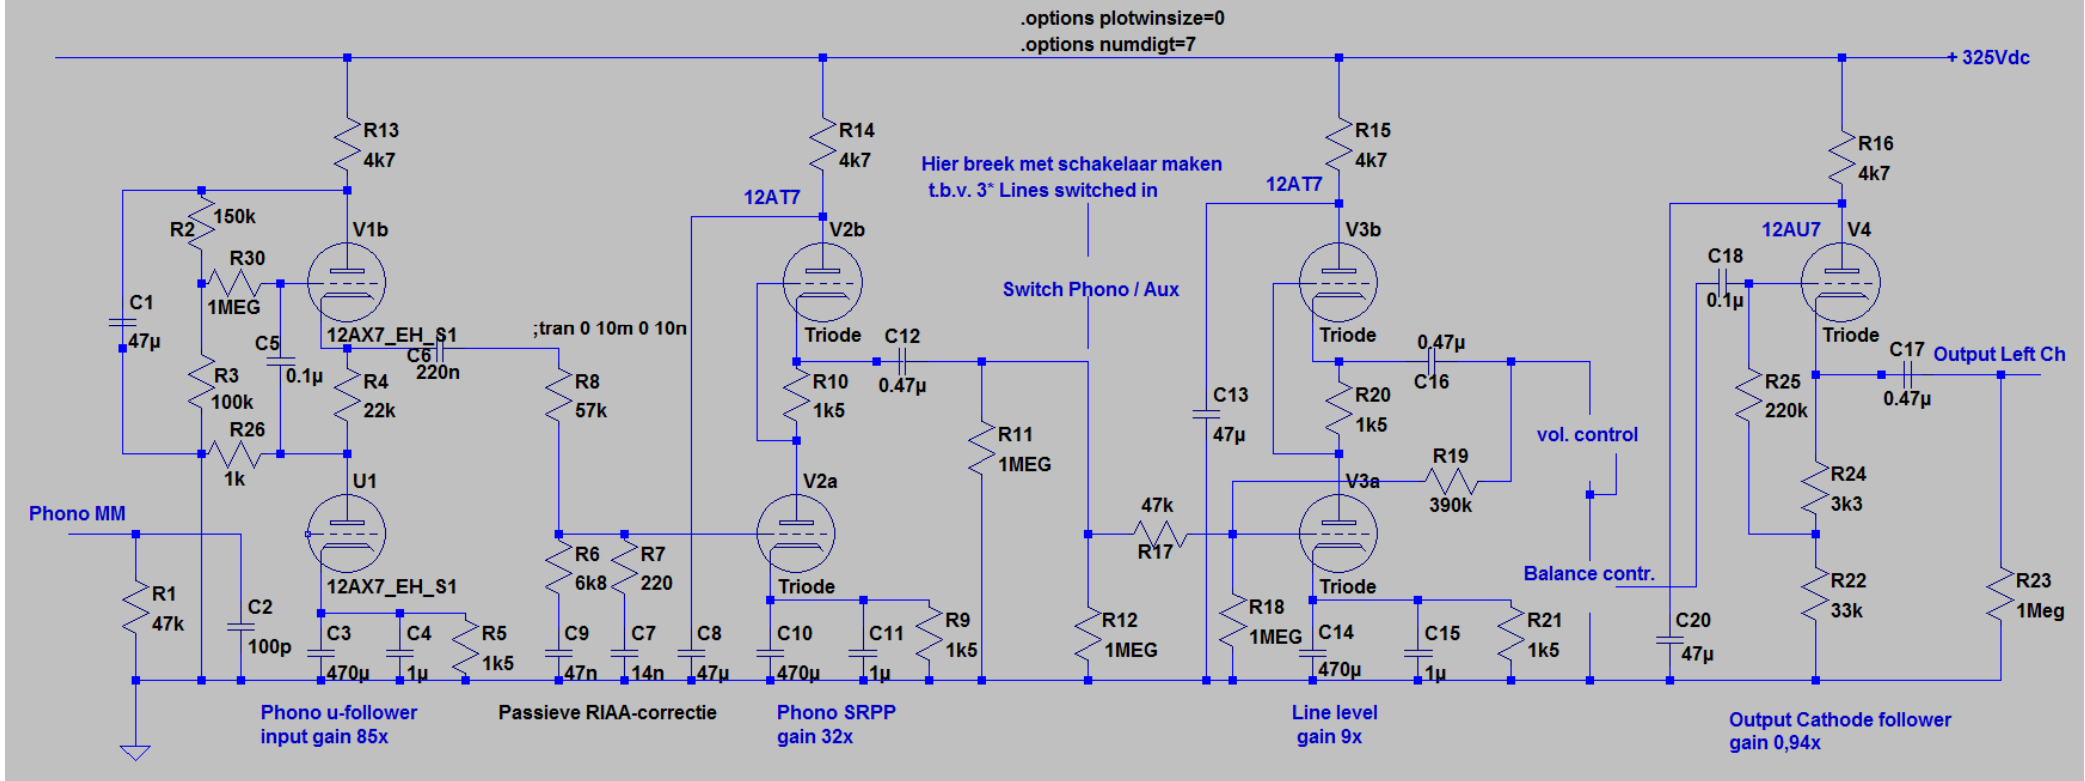 .options plotwinsize=0
.options numdigt=7
+ 325Vdc
R13
4k7
R14
4k7
R15
4k7
R16
4k7
Hier breek met schakelaar maken
t.b.v. 3* Lines switched in
12AT7
12AT7
12AU7
R2
150k
V1b
V2b
V3b
V4
R30
1MEG
C18
0.1µ
Switch Phono / Aux
C1
47µ
12AX7_EH_S1
;tran 0 10m 0 10n
Triode
Triode
Triode
C5
0.1µ
C6
220n
C12
0.47µ
0.47µ
C16
C17
0.47µ
Output Left Ch
R3
100k
R4
22k
R8
57k
R10
1k5
C13
47µ
R20
1k5
R25
220k
R26
1k
R11
1MEG
vol. control
R19
390k
R24
3k3
U1
V2a
V3a
Phono MM
47k
R17
R6
6k8
R7
220
12AX7_EH_S1
Triode
Triode
Balance contr.
R22
33k
R23
1Meg
R1
47k
C2
100p
C3
470µ
C4
1µ
R5
1k5
C9
47n
C7
14n
C8
47µ
C10
470µ
C11
1µ
R9
1k5
R12
1MEG
R18
1MEG
C14
470µ
C15
1µ
R21
1k5
C20
47µ
Phono u-follower
input gain 85x
Passieve RIAA-correctie
Phono SRPP
gain 32x
Line level
gain 9x
Output Cathode follower
gain 0,94x